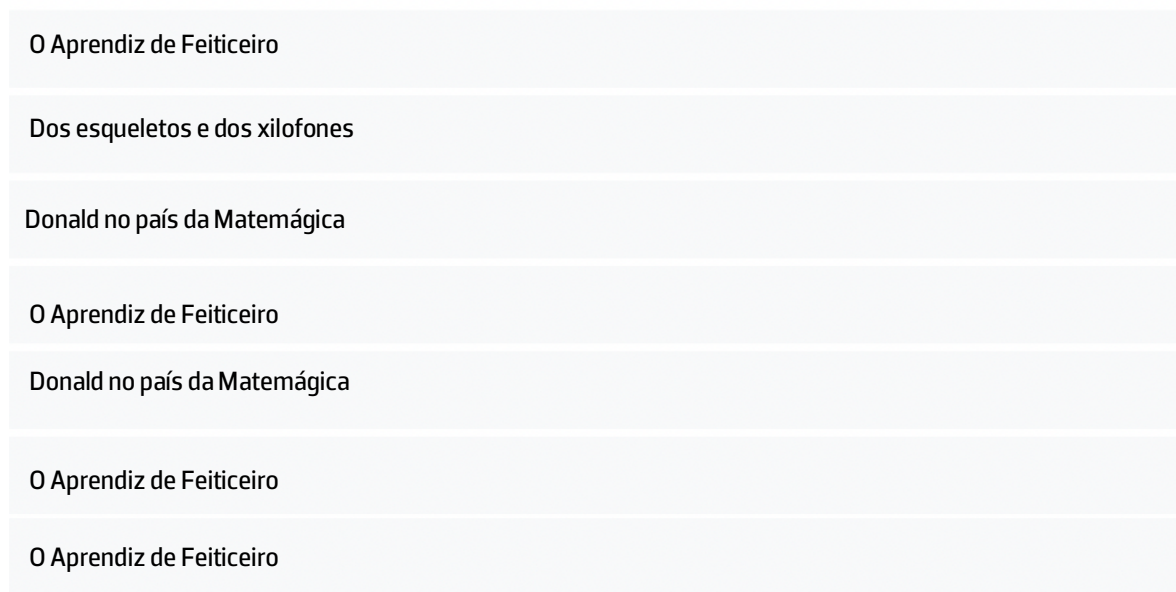 O Aprendiz de Feiticeiro
Dos esqueletos e dos xilofones
Donald no país da Matemágica
O Aprendiz de Feiticeiro
Donald no país da Matemágica
O Aprendiz de Feiticeiro
O Aprendiz de Feiticeiro